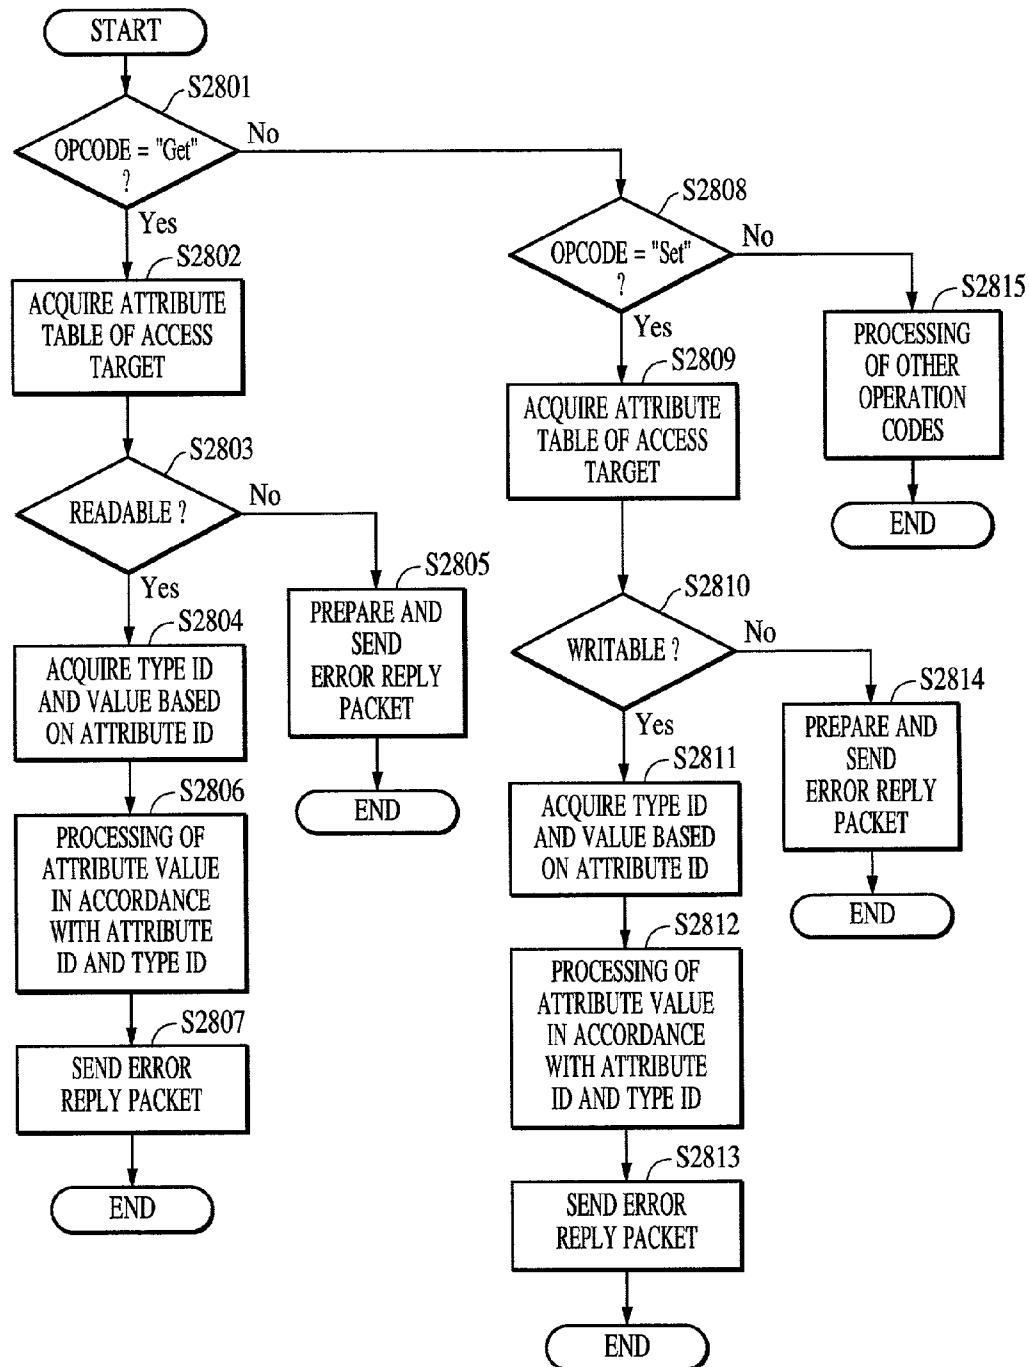 START
S2801
OPCODE = "Get"
?
No
Yes
S2802
ACQUIRE ATTRIBUTE
TABLE OF ACCESS
TARGET
S2803
READABLE ?
No
Yes
S2804
ACQUIRE TYPE ID
AND VALUE BASED
ON ATTRIBUTE ID
S2805
PREPARE AND
SEND
ERROR REPLY
PACKET
END
S2806
PROCESSING OF
ATTRIBUTE VALUE
IN ACCORDANCE
WITH ATTRIBUTE
ID AND TYPE ID
S2807
SEND ERROR
REPLY PACKET
END
S2808
OPCODE = "Set"
?
No
Yes
S2809
ACQUIRE ATTRIBUTE
TABLE OF ACCESS
TARGET
S2810
WRITABLE ?
No
Yes
S2811
ACQUIRE TYPE ID
AND VALUE BASED
ON ATTRIBUTE ID
S2812
PROCESSING OF
ATTRIBUTE VALUE
IN ACCORDANCE
WITH ATTRIBUTE
ID AND TYPE ID
S2813
SEND ERROR
REPLY PACKET
END
S2814
PREPARE AND
SEND
ERROR REPLY
PACKET
END
S2815
PROCESSING
OF OTHER
OPERATION
CODES
END